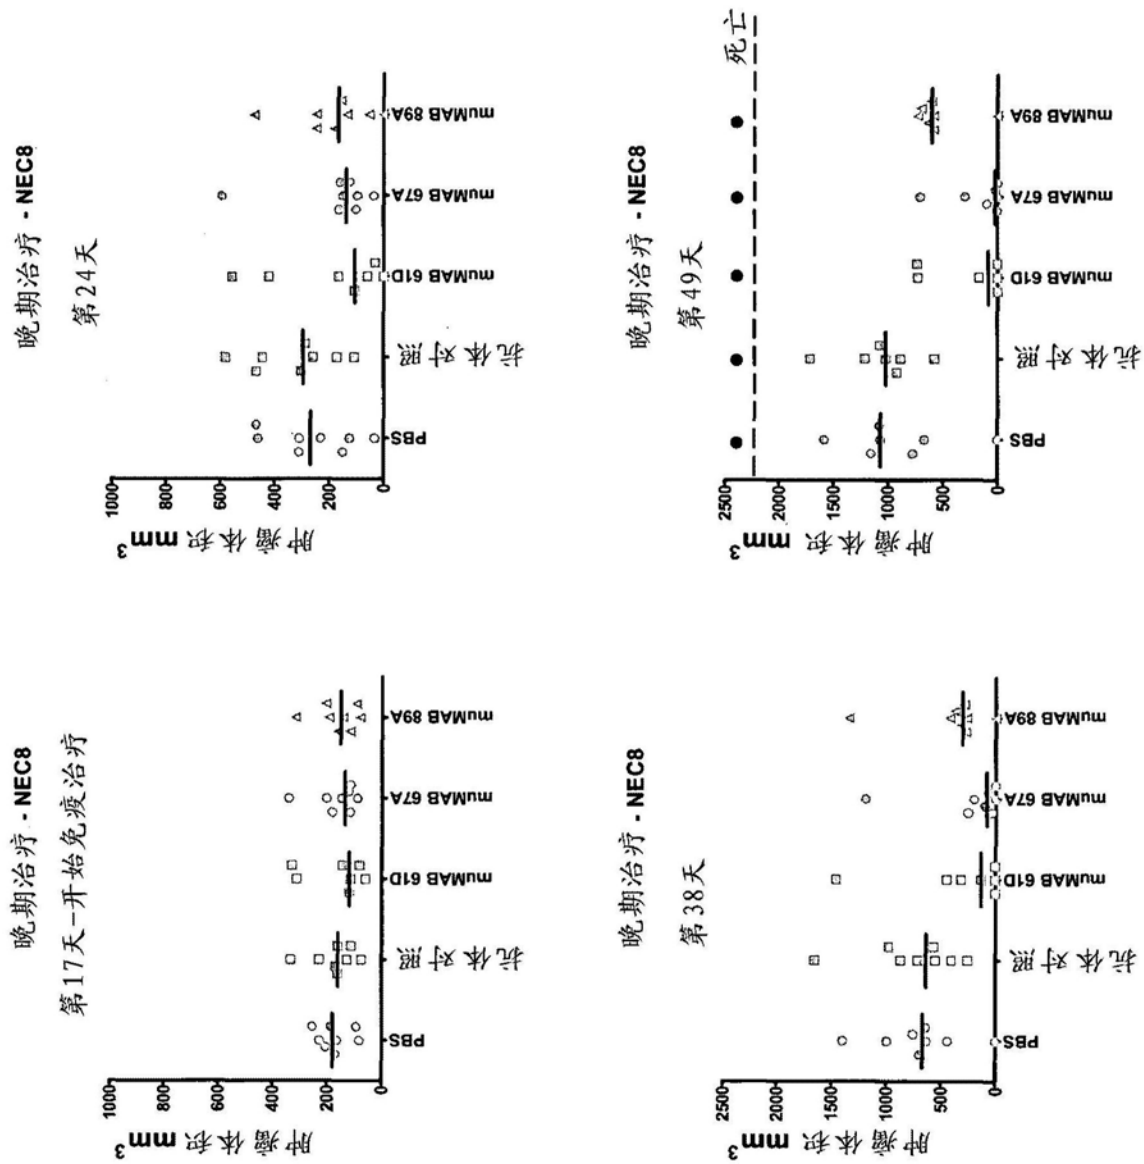 晚期治疗 - NEC8
第17天-开始免疫治疗
肿瘤体积 mm³
1000
800
600
400
200
0
PBS
抗体对照
muMAB 61D
muMAB 67A
muMAB 89A
晚期治疗 - NEC8
第24天
肿瘤体积 mm³
1000
800
600
400
200
0
PBS
抗体对照
muMAB 61D
muMAB 67A
muMAB 89A
晚期治疗 - NEC8
第38天
肿瘤体积 mm³
2500
2000
1500
1000
500
0
PBS
抗体对照
muMAB 61D
muMAB 67A
muMAB 89A
晚期治疗 - NEC8
第49天
死亡
肿瘤体积 mm³
2500
2000
1500
1000
500
0
PBS
抗体对照
muMAB 61D
muMAB 67A
muMAB 89A